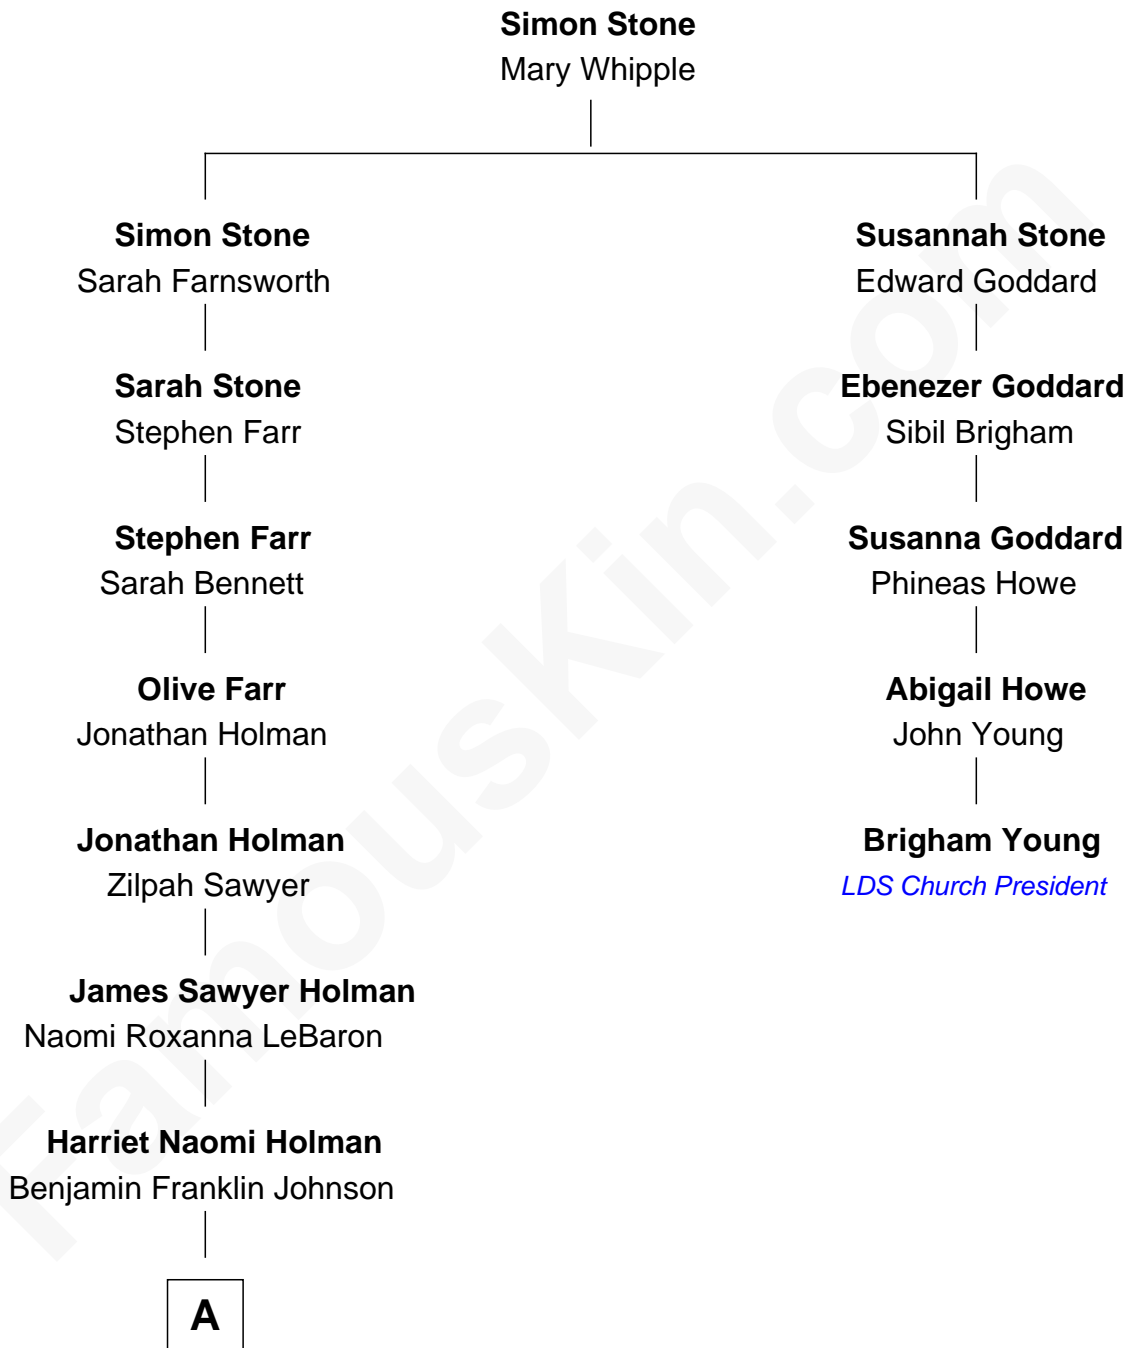 Simon Stone
Mary Whipple
Simon Stone
Sarah Farnsworth
Susannah Stone
Edward Goddard
Sarah Stone
Stephen Farr
Ebenezer Goddard
Sibil Brigham
Stephen Farr
Sarah Bennett
Susanna Goddard
Phineas Howe
Olive Farr
Jonathan Holman
Abigail Howe
John Young
Jonathan Holman
Zilpah Sawyer
Brigham Young
LDS Church President
James Sawyer Holman
Naomi Roxanna LeBaron
Harriet Naomi Holman
Benjamin Franklin Johnson
A
FamousKin.com